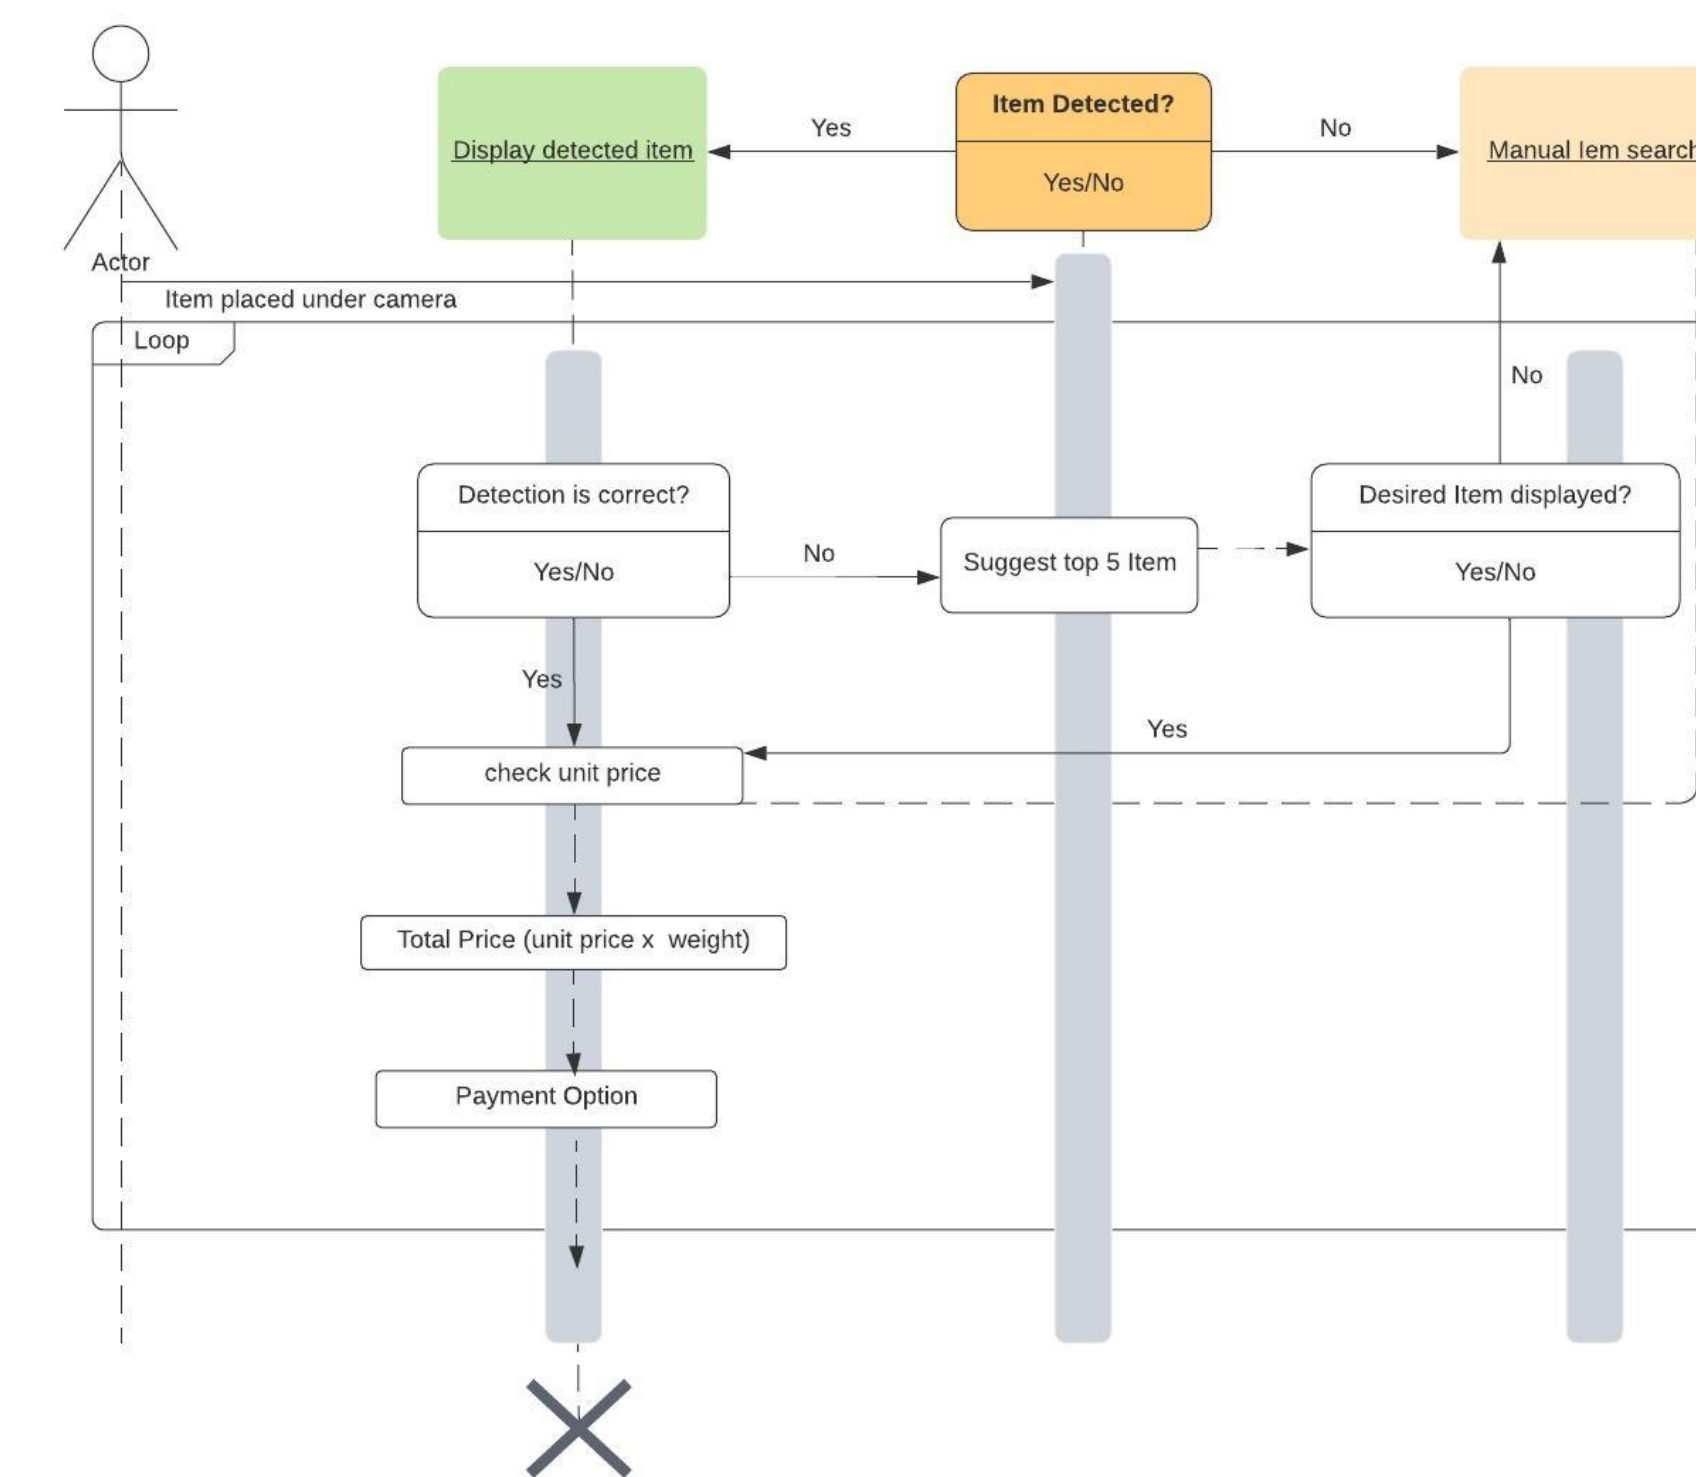 Item Detected?
Yes
No
Display detected item
Manual Iem search
Yes/No
Actor
Item placed under camera
Loop
No
Detection is correct?
Desired Item displayed?
No
Suggest top 5 Item
Yes/No
Yes/No
Yes
Yes
check unit price
Total Price (unit price x  weight)
Payment Option